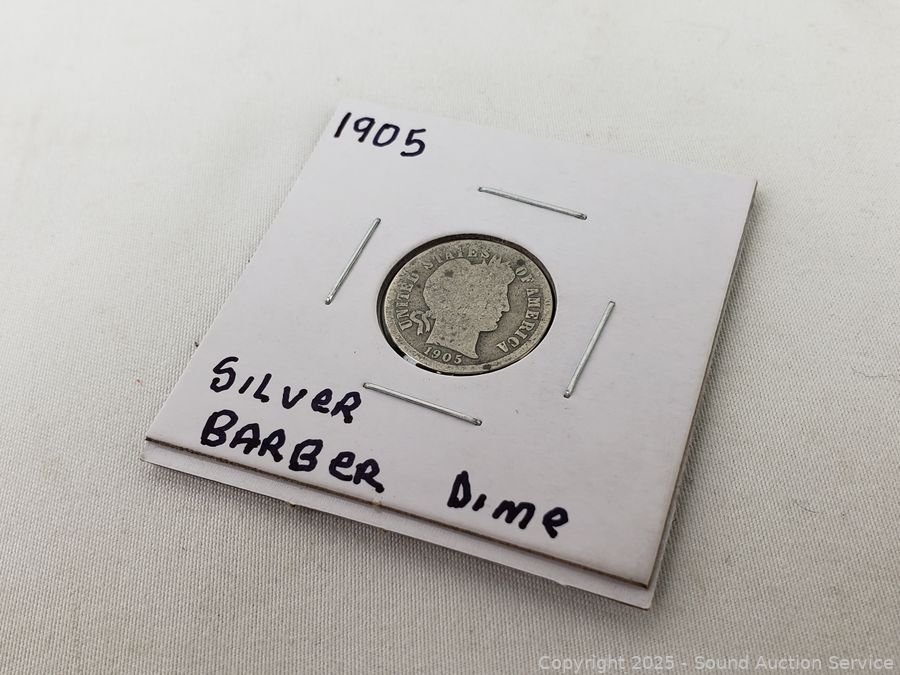 1905
UNITED STATES OF AMERICA
1905
SILVER
BARBER DIME
Copyright 2025 - Sound Auction Service